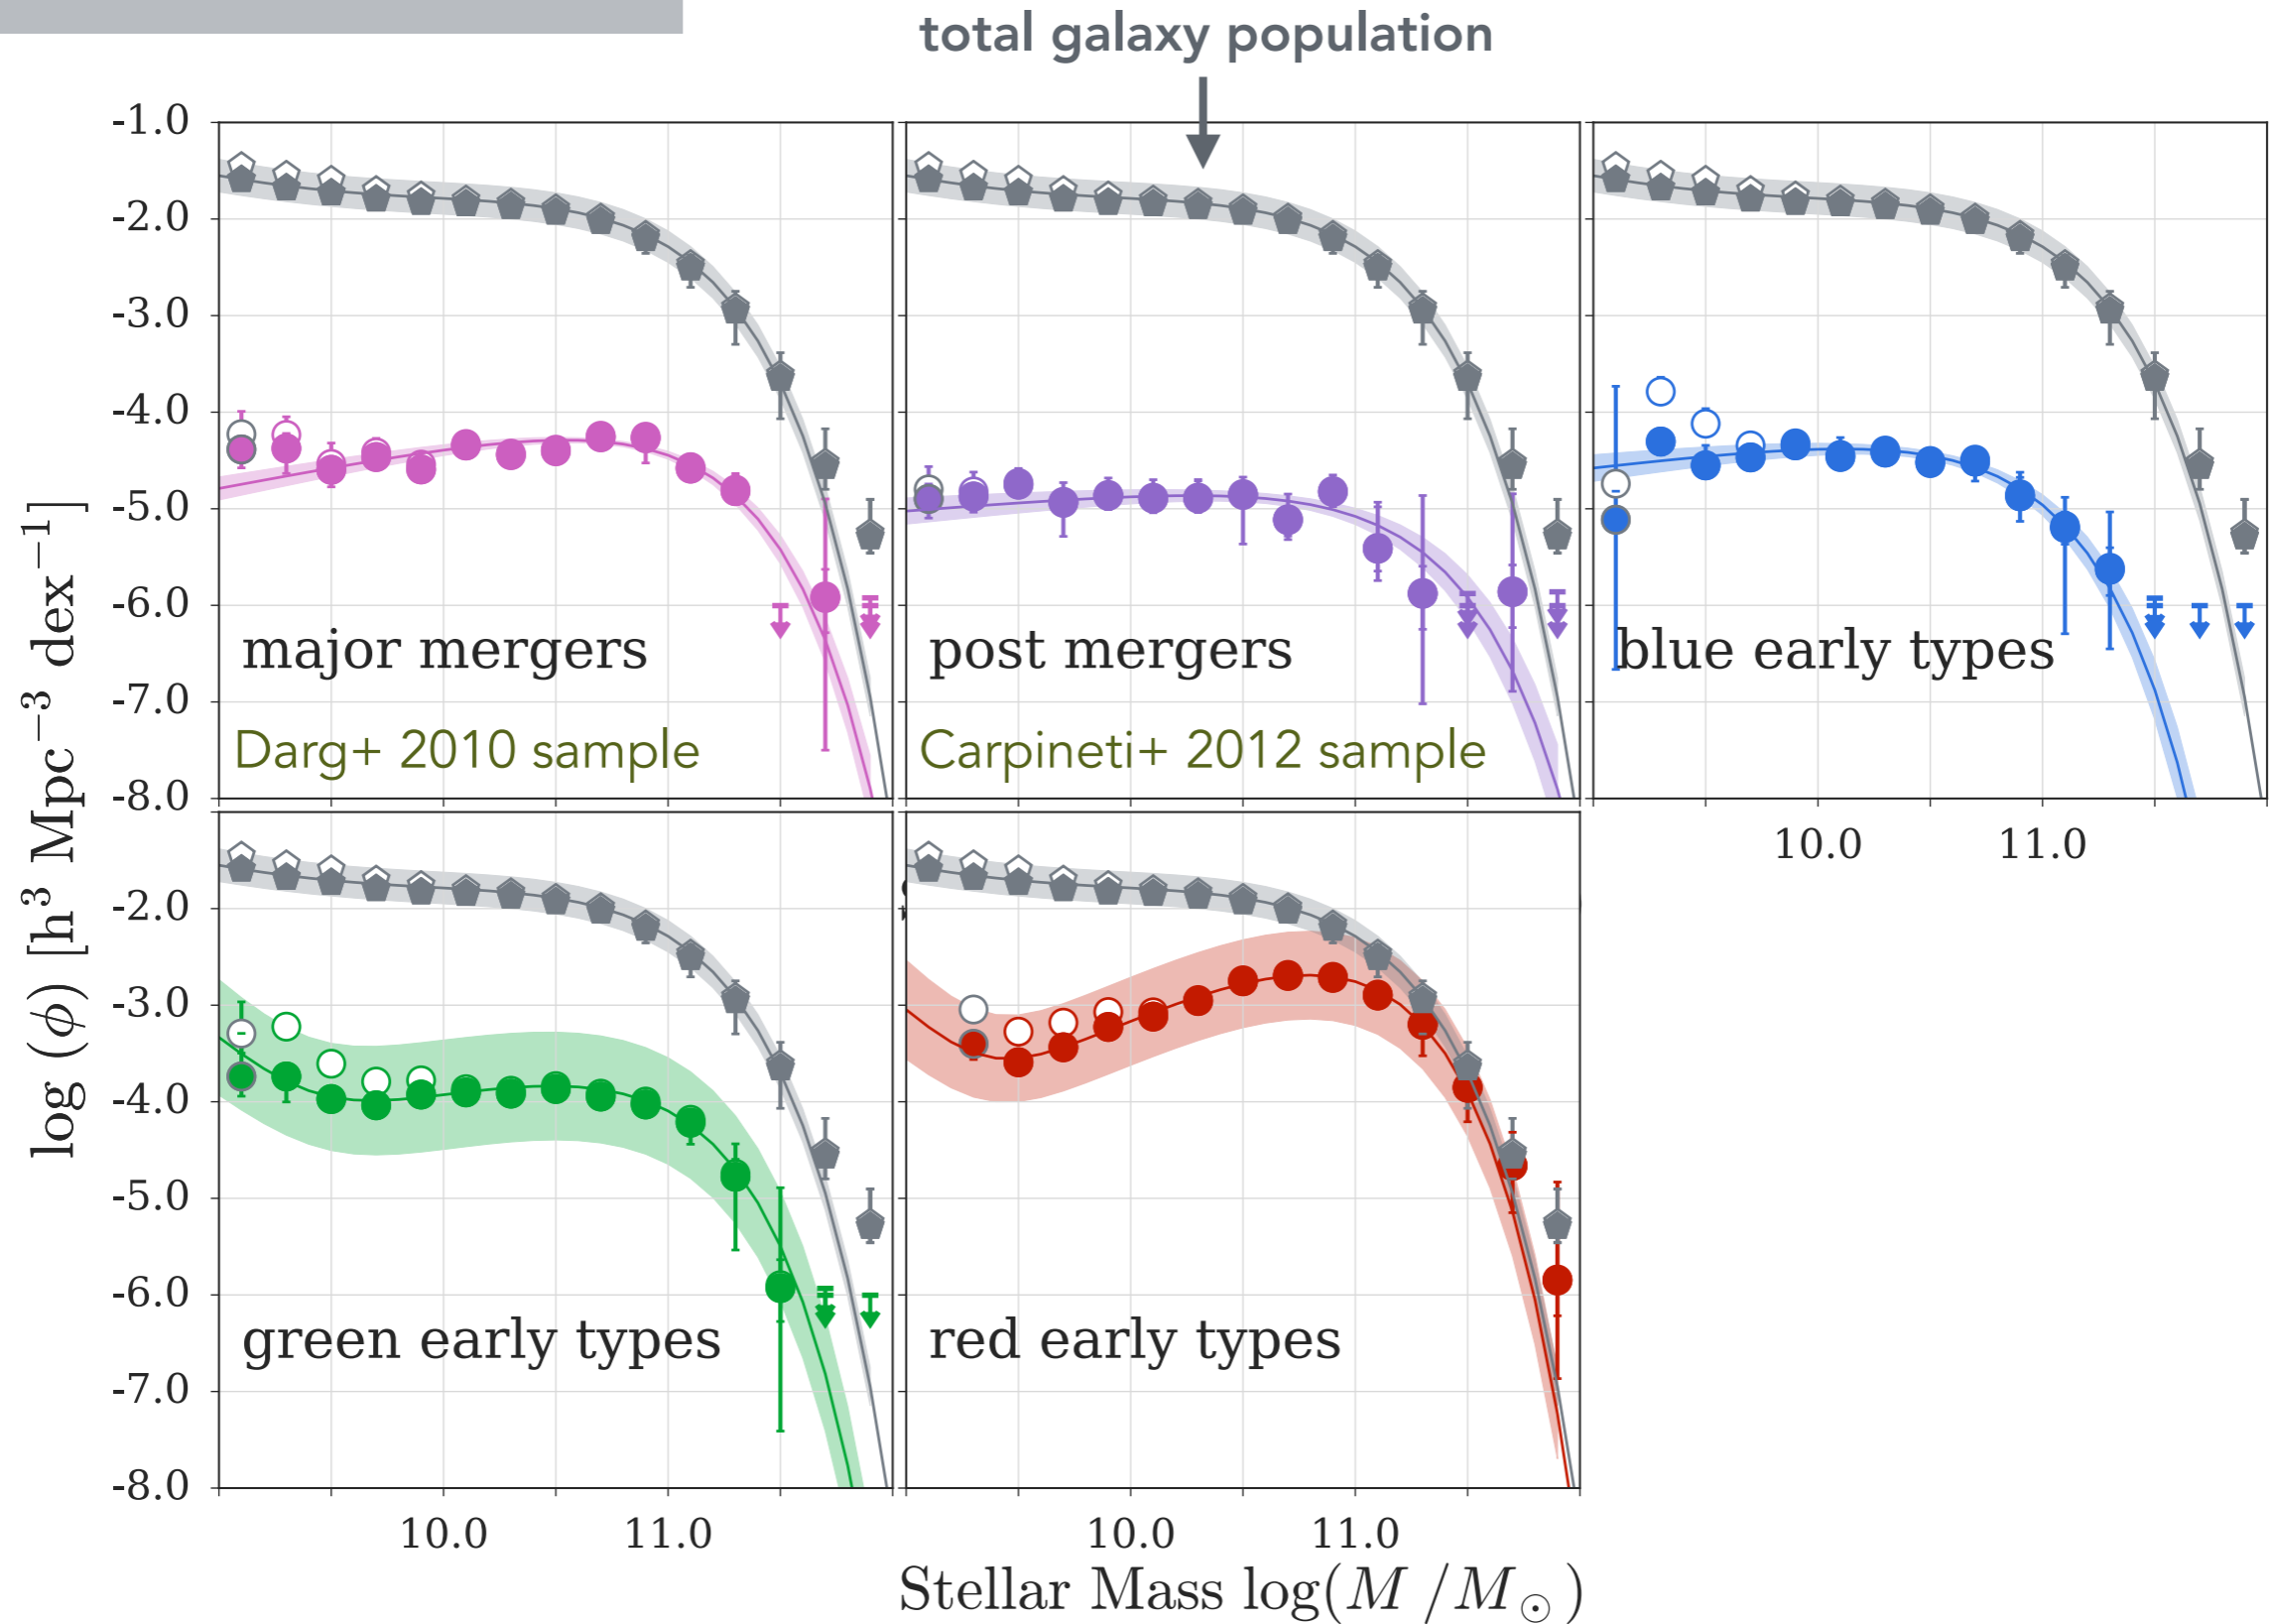 total galaxy population
-1.0
-2.0
-3.0
-4.0
-5.0
-6.0
-7.0
-8.0
major mergers
Darg+ 2010 sample
post mergers
Carpineti+ 2012 sample
blue early types
10.0 11.0
log (ϕ) [h³ Mpc⁻³ dex⁻¹]
-2.0
-3.0
-4.0
-5.0
-6.0
-7.0
-8.0
green early types
red early types
10.0 11.0 10.0 11.0
Stellar Mass log(M /M☉)